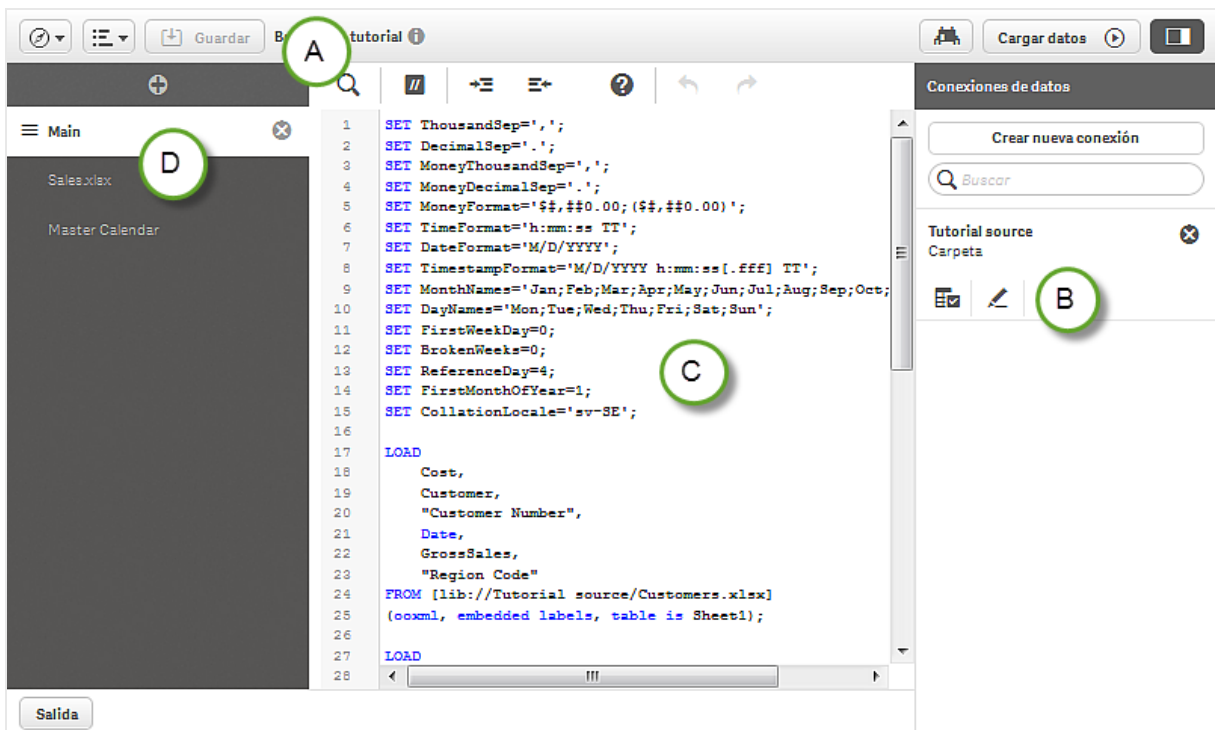 Guardar
tutorial
Cargar datos
A
Conexiones de datos
Main
D
Sales.xlsx
Master Calendar
1 SET ThousandSep=',';
2 SET DecimalSep='.';
3 SET MoneyThousandSep=',';
4 SET MoneyDecimalSep='.';
5 SET MoneyFormat='$‡,‡‡0.00;($‡,‡‡0.00)';
6 SET TimeFormat='h:mm:ss TT';
7 SET DateFormat='M/D/YYYY';
8 SET TimestampFormat='M/D/YYYY h:mm:ss[.fff] TT';
9 SET MonthNames='Jan;Feb;Mar;Apr;May;Jun;Jul;Aug;Sep;Oct;
10 SET DayNames='Mon;Tue;Wed;Thu;Fri;Sat;Sun';
11 SET FirstWeekDay=0;
12 SET BrokenWeeks=0;
13 SET ReferenceDay=4;
14 SET FirstMonthOfYear=1;
15 SET CollationLocale='sv-SE';
16
17 LOAD
18 Cost,
19 Customer,
20 "Customer Number",
21 Date,
22 GrossSales,
23 "Region Code"
24 FROM [lib://Tutorial source/Customers.xlsx]
25 (ooxml, embedded labels, table is Sheet1);
26
27 LOAD
28
C
Crear nueva conexión
Buscar
Tutorial source
Carpeta
B
Salida